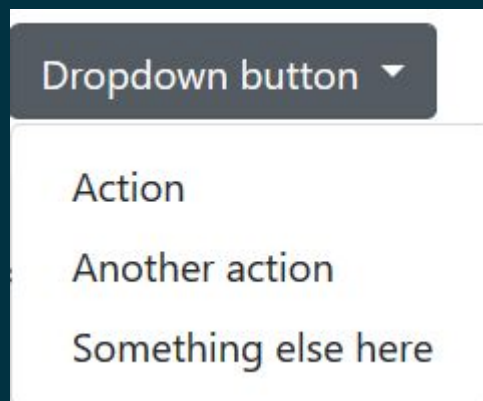 Dropdown button
Action
Another action
Something else here